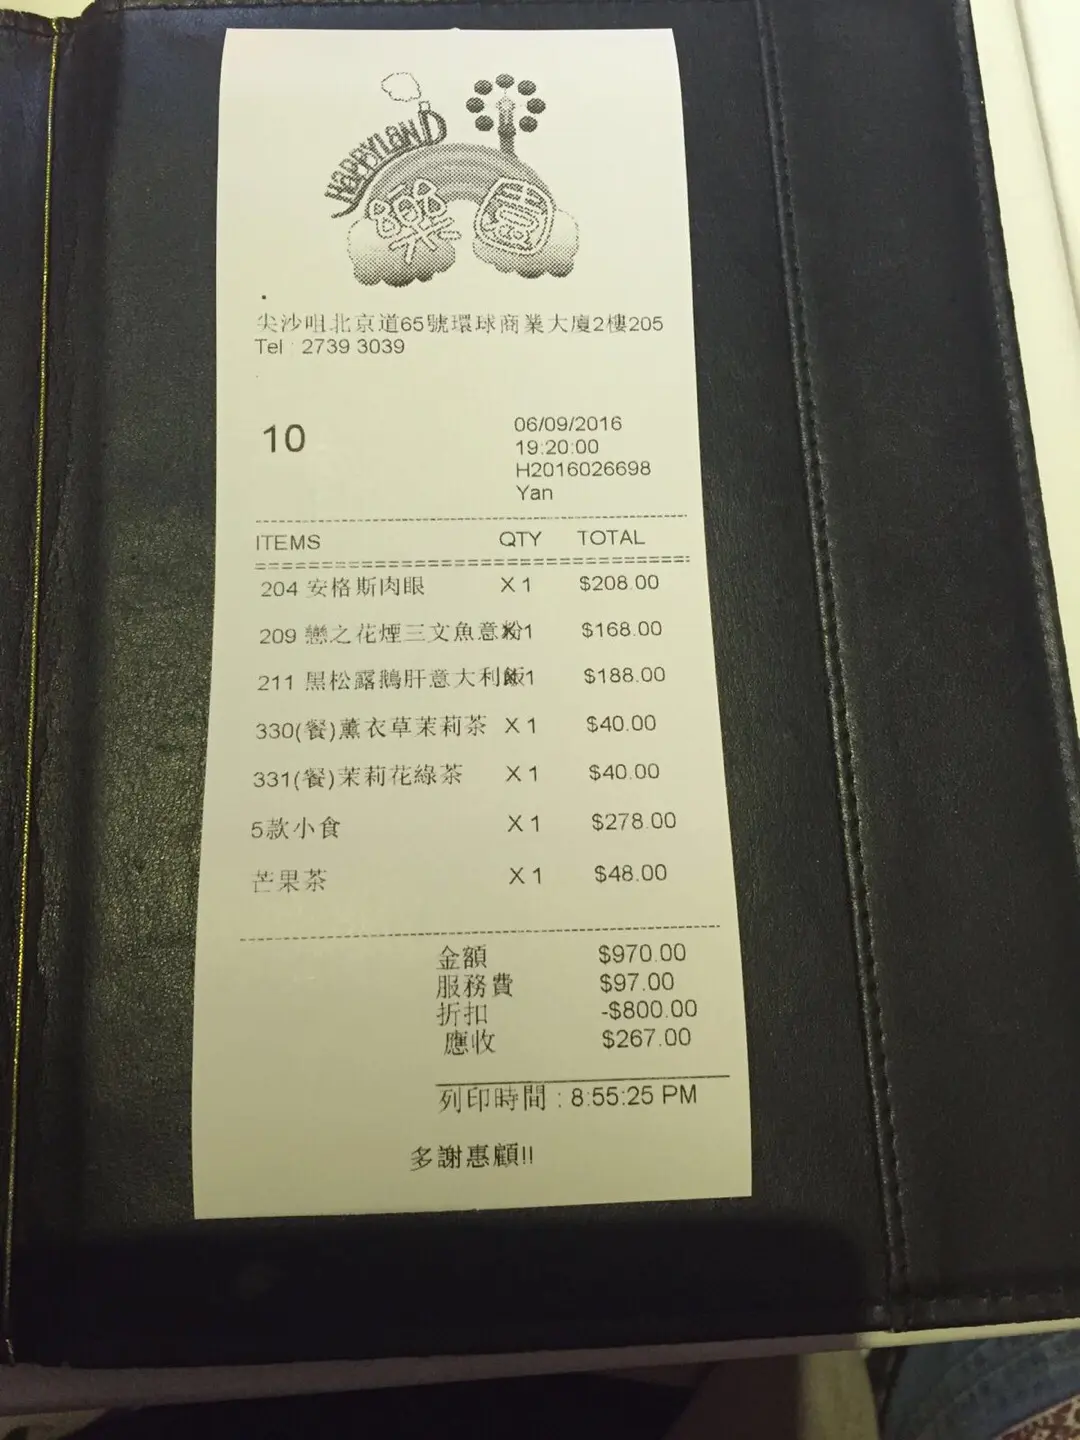 HAPPYLAND
樂園
尖沙咀北京道65號環球商業大廈2樓205
Tel : 2739 3039
10
06/09/2016
19:20:00
H2016026698
Yan
ITEMS QTY TOTAL
204 安格斯肉眼 X 1 $208.00
209 戀之花煙三文魚意粉 X 1 $168.00
211 黑松露鵝肝意大利飯 X 1 $188.00
330(餐)薰衣草茉莉茶 X 1 $40.00
331(餐)茉莉花綠茶 X 1 $40.00
5款小食 X 1 $278.00
芒果茶 X 1 $48.00
金額 $970.00
服務費 $97.00
折扣 -$800.00
應收 $267.00
列印時間 : 8:55:25 PM
多謝惠顧!!